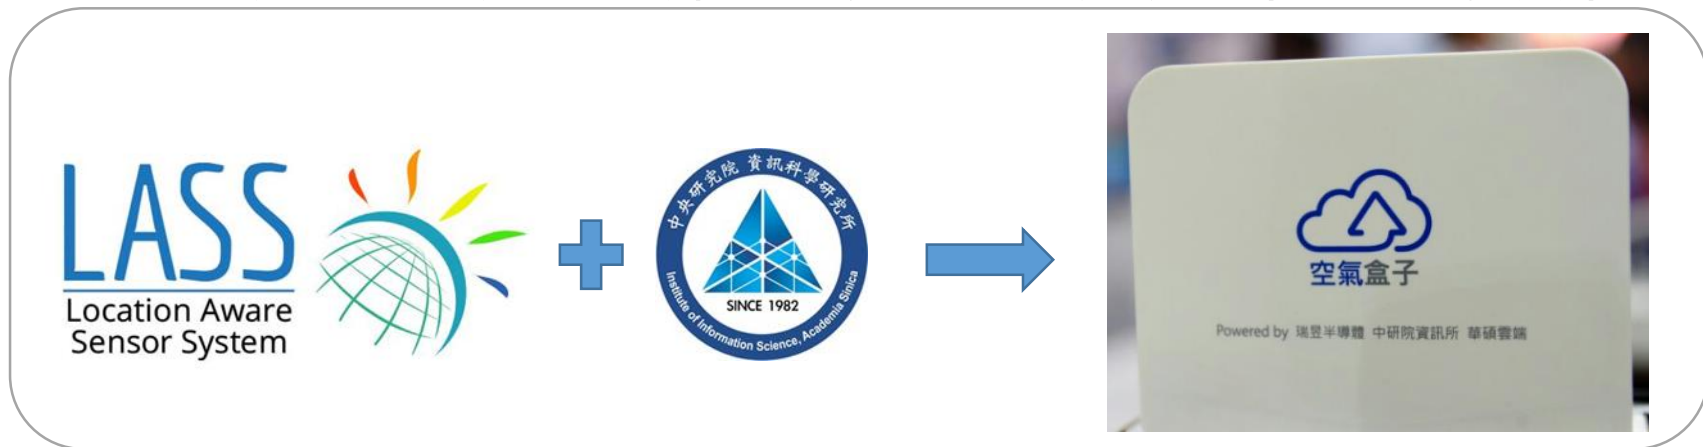 LASS
Location Aware
Sensor System
中央研究院 資訊科學研究所
SINCE 1982
Institute of Information Science, Academia Sinica
空氣盒子
Powered by 瑞昱半導體 中研院資訊所 華碩雲端